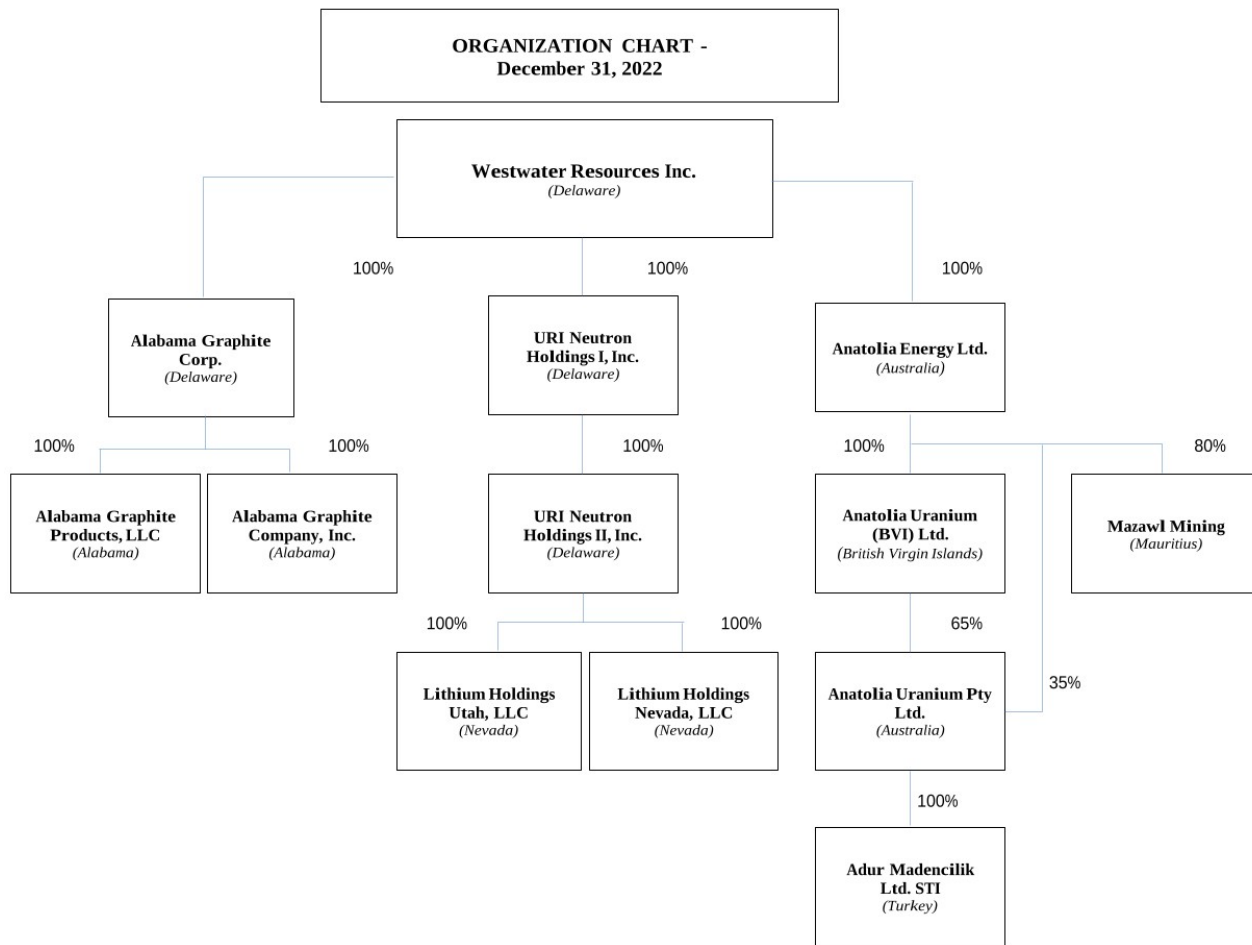 ORGANIZATION CHART -
December 31, 2022
Westwater Resources Inc.
(Delaware)
100%
100%
100%
Alabama Graphite
Corp.
(Delaware)
URI Neutron
Holdings I, Inc.
(Delaware)
Anatolia Energy Ltd.
(Australia)
100%
100%
100%
100%
80%
Alabama Graphite
Products, LLC
(Alabama)
Alabama Graphite
Company, Inc.
(Alabama)
URI Neutron
Holdings II, Inc.
(Delaware)
Anatolia Uranium
(BVI) Ltd.
(British Virgin Islands)
Mazawl Mining
(Mauritius)
100%
100%
65%
35%
Lithium Holdings
Utah, LLC
(Nevada)
Lithium Holdings
Nevada, LLC
(Nevada)
Anatolia Uranium Pty
Ltd.
(Australia)
100%
Adur Madencilik
Ltd. STI
(Turkey)